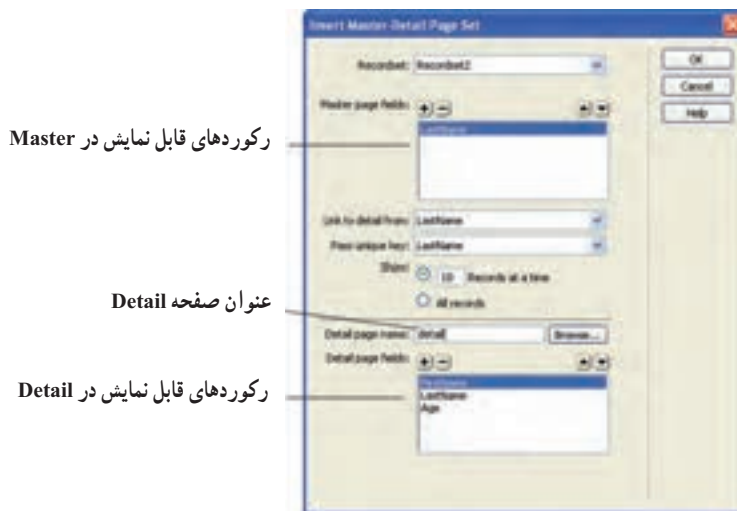 Insert Master-Detail Page Set
Recordset: Recordset2
OK
Cancel
Help
Master page fields:
LastName
رکوردهای قابل نمایش در Master
Link to detail from: LastName
Pass unique key: LastName
Show: 10 Records at a time
All records
عنوان صفحه Detail
Detail page name: detail
Browse...
Detail page fields:
FirstName
LastName
Age
رکوردهای قابل نمایش در Detail